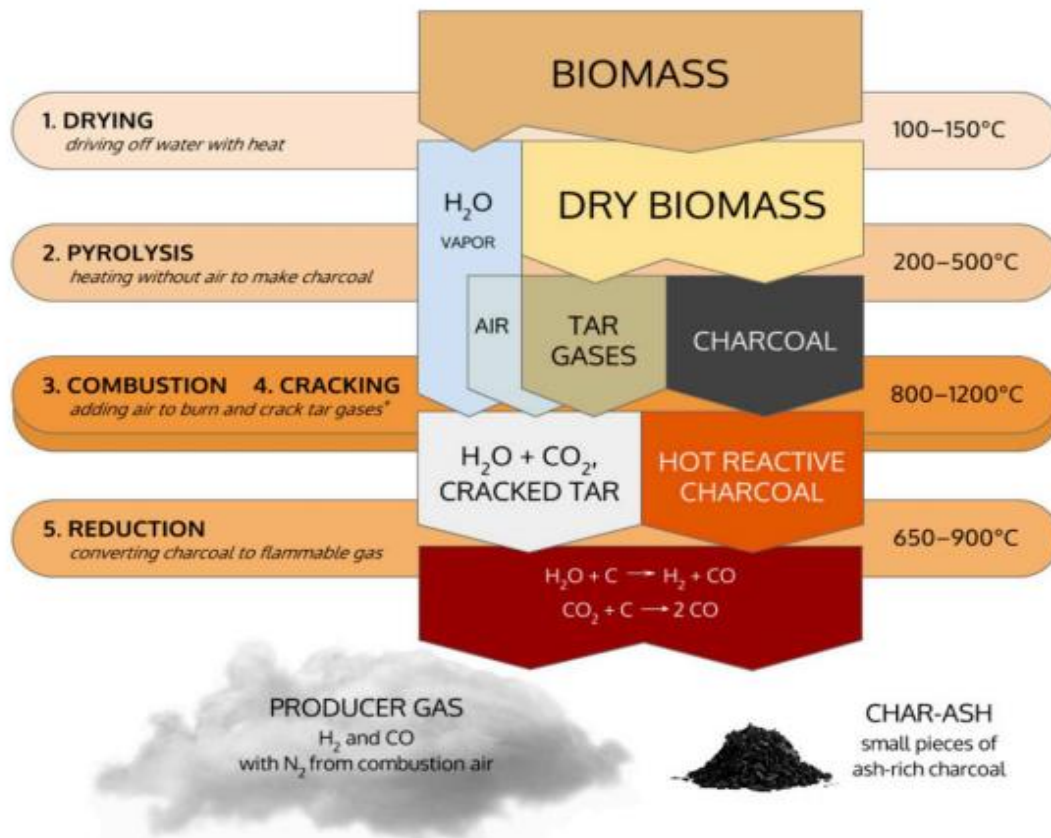 BIOMASS
1. DRYING
driving off water with heat
100–150°C
H₂O
VAPOR
DRY BIOMASS
2. PYROLYSIS
heating without air to make charcoal
200–500°C
AIR
TAR
GASES
CHARCOAL
3. COMBUSTION 4. CRACKING
adding air to burn and crack tar gases*
800–1200°C
H₂O + CO₂,
CRACKED TAR
HOT REACTIVE
CHARCOAL
5. REDUCTION
converting charcoal to flammable gas
650–900°C
H₂O + C → H₂ + CO
CO₂ + C → 2 CO
PRODUCER GAS
H₂ and CO
with N₂ from combustion air
CHAR-ASH
small pieces of
ash-rich charcoal